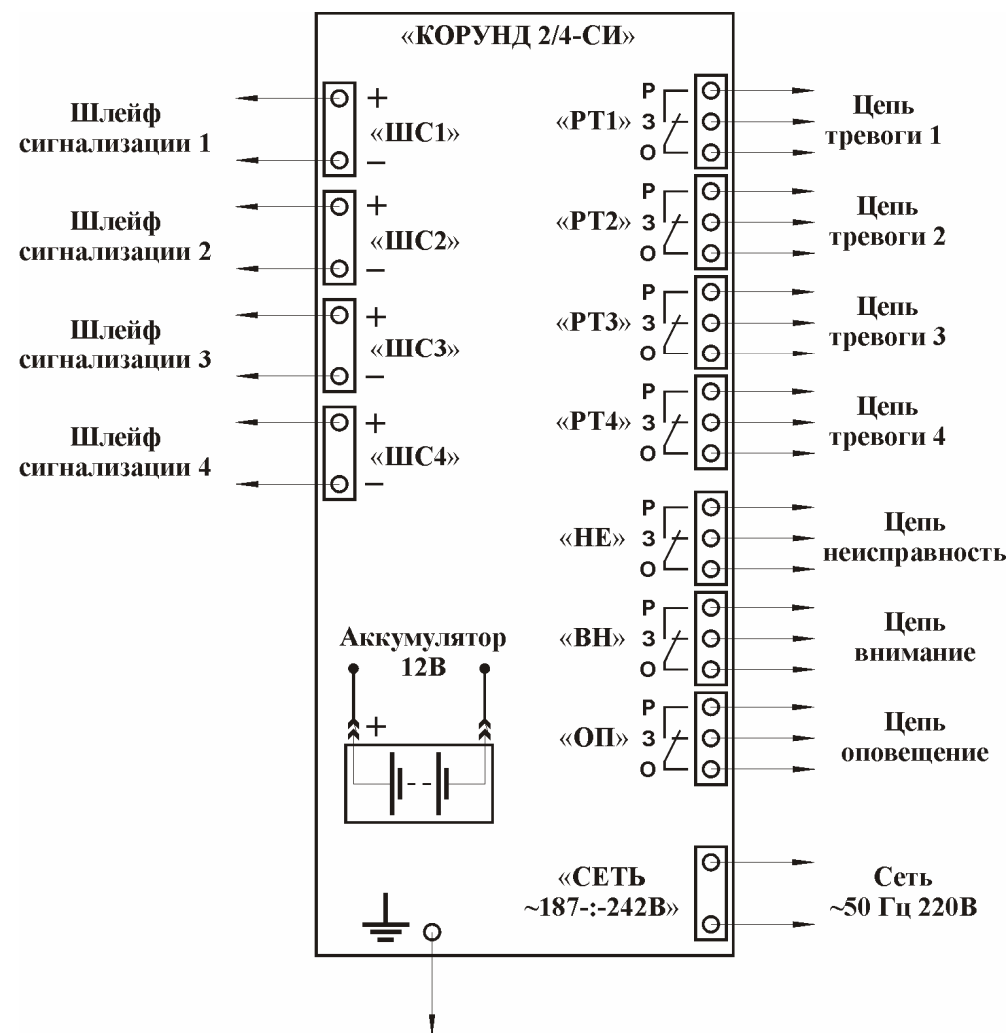 «КОРУНД 2/4-СИ»
Шлейф
сигнализации 1
+
«ШС1»
–
Шлейф
сигнализации 2
+
«ШС2»
–
Шлейф
сигнализации 3
+
«ШС3»
–
Шлейф
сигнализации 4
+
«ШС4»
–
Р
«РТ1» З
О
Цепь
тревоги 1
Р
«РТ2» З
О
Цепь
тревоги 2
Р
«РТ3» З
О
Цепь
тревоги 3
Р
«РТ4» З
О
Цепь
тревоги 4
Р
«НЕ» З
О
Цепь
неисправность
Р
«ВН» З
О
Цепь
внимание
Р
«ОП» З
О
Цепь
оповещение
Аккумулятор
12В
+
«СЕТЬ
~187-:-242В»
Сеть
~50 Гц 220В